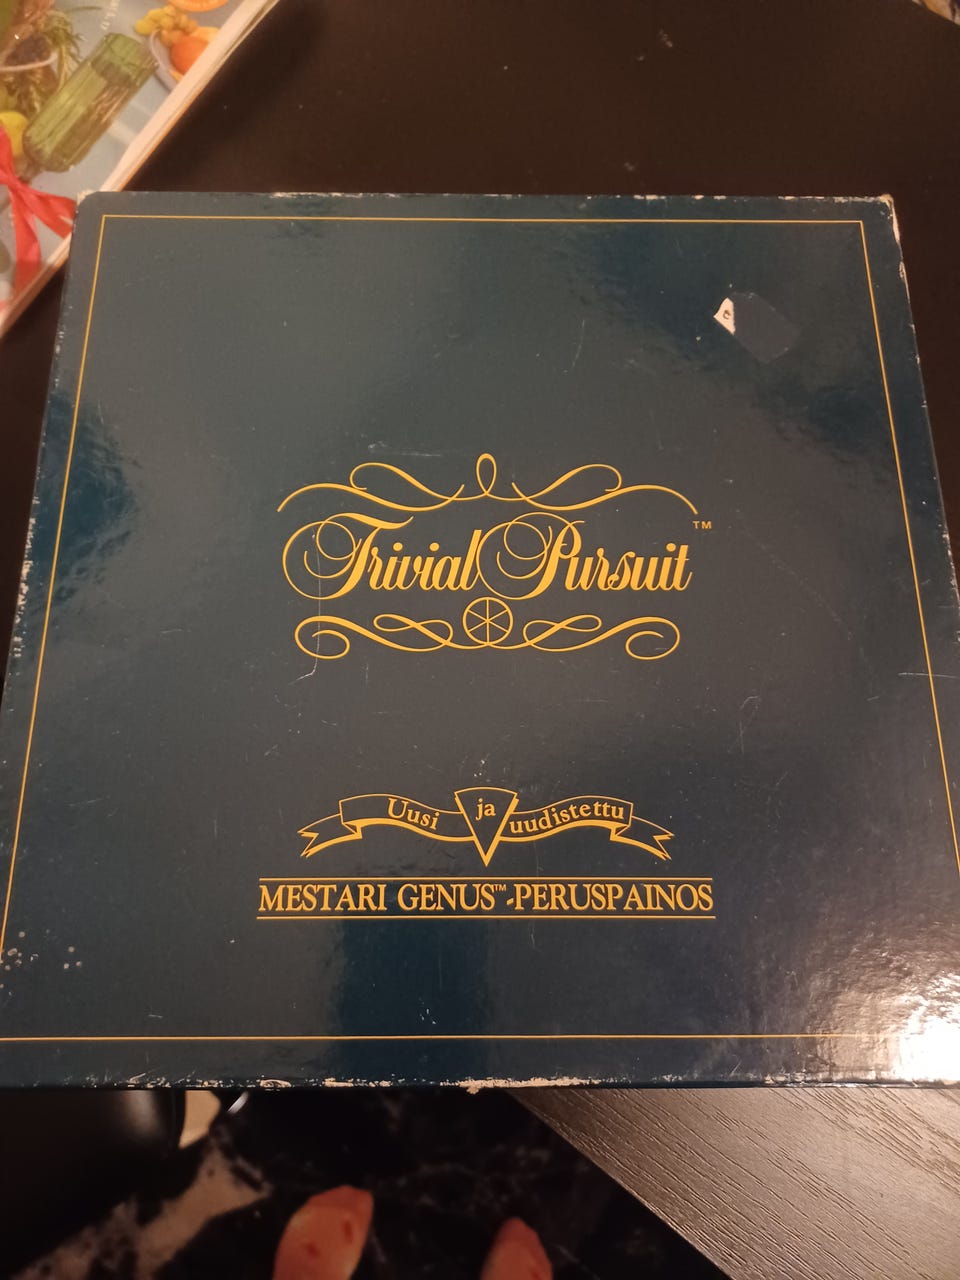 Trivial Pursuit™
Uusi ja uudistettu
MESTARI GENUS™-PERUSPAINOS